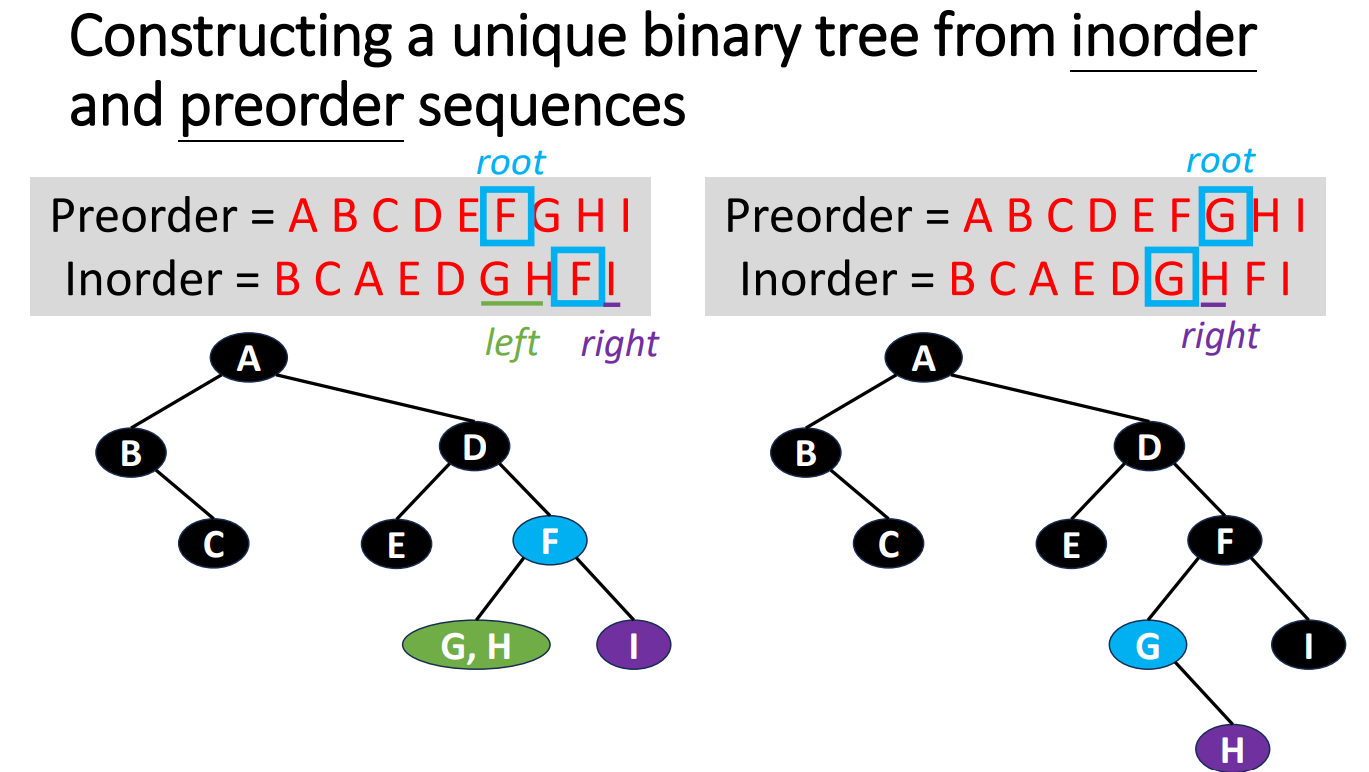 Constructing a unique binary tree from inorder
and preorder sequences
root
Preorder = A B C D E F G H I
Inorder = B C A E D G H F I
left right
A
B D
C E F
G, H I
root
Preorder = A B C D E F G H I
Inorder = B C A E D G H F I
right
A
B D
C E F
G I
H